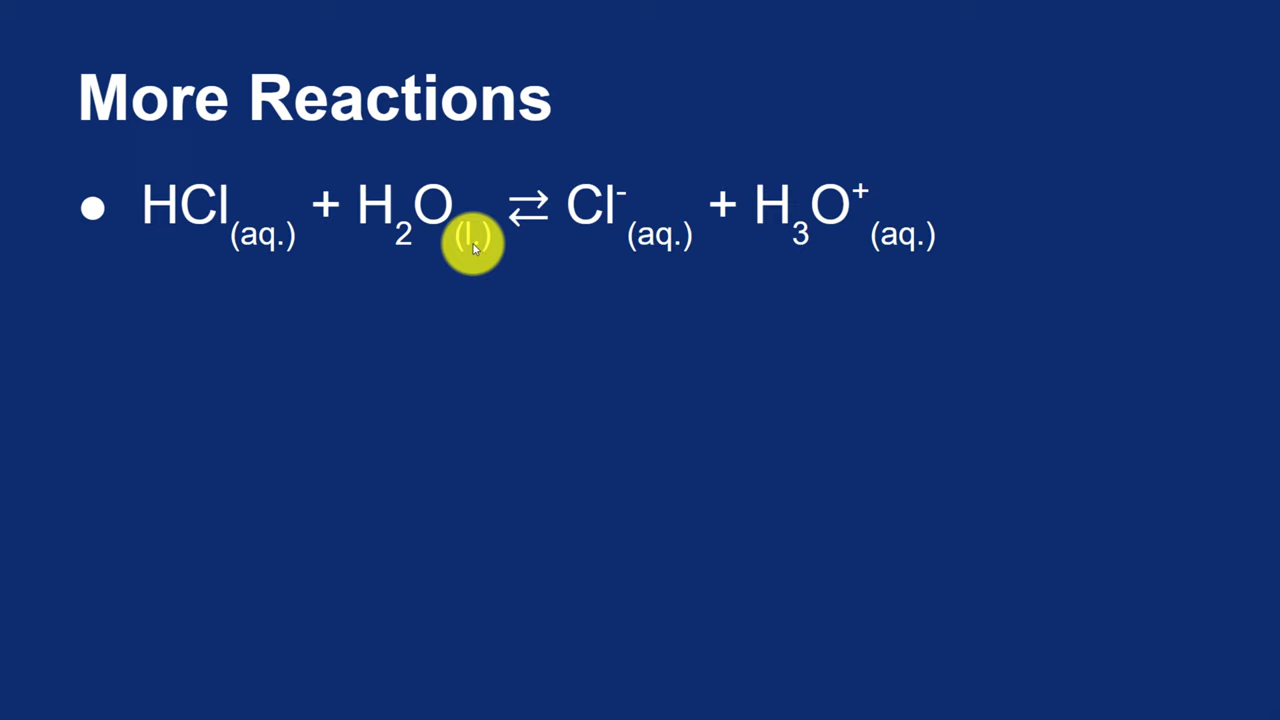 More Reactions
● HCl(aq.) + H₂O(l.) ⇄ Cl⁻(aq.) + H₃O⁺(aq.)